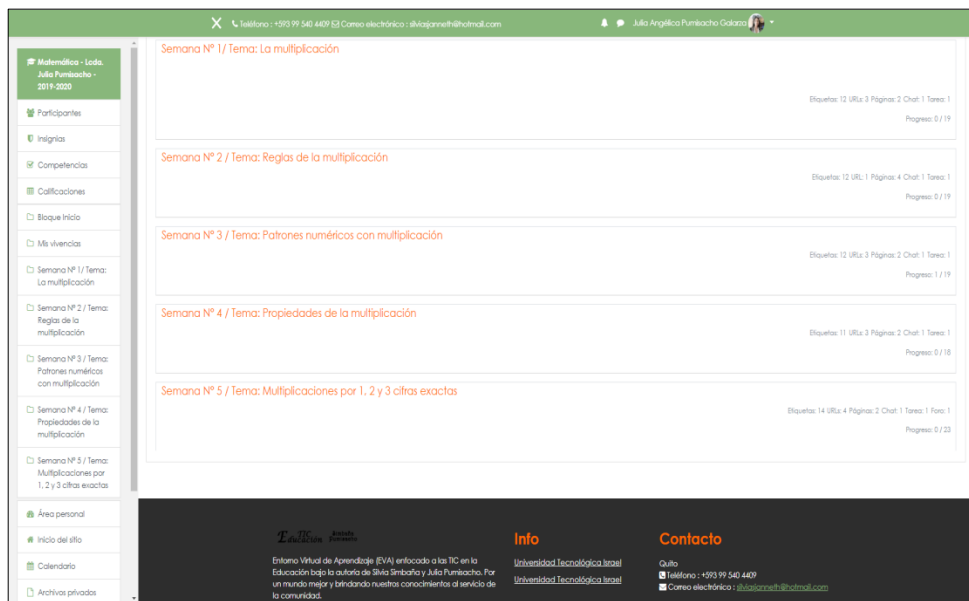 Teléfono : +593 99 540 4409 Correo electrónico : silviasjanneth@hotmail.com
Julia Angélica Pumisacho Galarza
Matemática - Lcda.
Julia Pumisacho -
2019-2020
Participantes
Insignias
Competencias
Calificaciones
Bloque Inicio
Mis vivencias
Semana Nº 1/ Tema:
La multiplicación
Semana Nº 2 / Tema:
Reglas de la
multiplicación
Semana Nº 3 / Tema:
Patrones numéricos
con multiplicación
Semana Nº 4 / Tema:
Propiedades de la
multiplicación
Semana Nº 5 / Tema:
Multiplicaciones por
1, 2 y 3 cifras exactas
Área personal
Inicio del sitio
Calendario
Archivos privados
Semana Nº 1/ Tema: La multiplicación
Etiquetas: 12 URLs: 3 Páginas: 2 Chat: 1 Tarea: 1
Progreso: 0 / 19
Semana Nº 2 / Tema: Reglas de la multiplicación
Etiquetas: 12 URL: 1 Páginas: 4 Chat: 1 Tarea: 1
Progreso: 0 / 19
Semana Nº 3 / Tema: Patrones numéricos con multiplicación
Etiquetas: 12 URLs: 3 Páginas: 2 Chat: 1 Tarea: 1
Progreso: 1 / 19
Semana Nº 4 / Tema: Propiedades de la multiplicación
Etiquetas: 11 URLs: 3 Páginas: 2 Chat: 1 Tarea: 1
Progreso: 0 / 18
Semana Nº 5 / Tema: Multiplicaciones por 1, 2 y 3 cifras exactas
Etiquetas: 14 URLs: 4 Páginas: 2 Chat: 1 Tarea: 1 Foro: 1
Progreso: 0 / 23
TIC
Educación
Simbaña
Pumisacho
Entorno Virtual de Aprendizaje (EVA) enfocado a las TIC en la
Educación bajo la autoría de Silvia Simbaña y Julia Pumisacho. Por
un mundo mejor y brindando nuestros conocimientos al servicio de
la comunidad.
Info
Universidad Tecnológica Israel
Universidad Tecnológica Israel
Contacto
Quito
Teléfono : +593 99 540 4409
Correo electrónico : silviasjanneth@hotmail.com